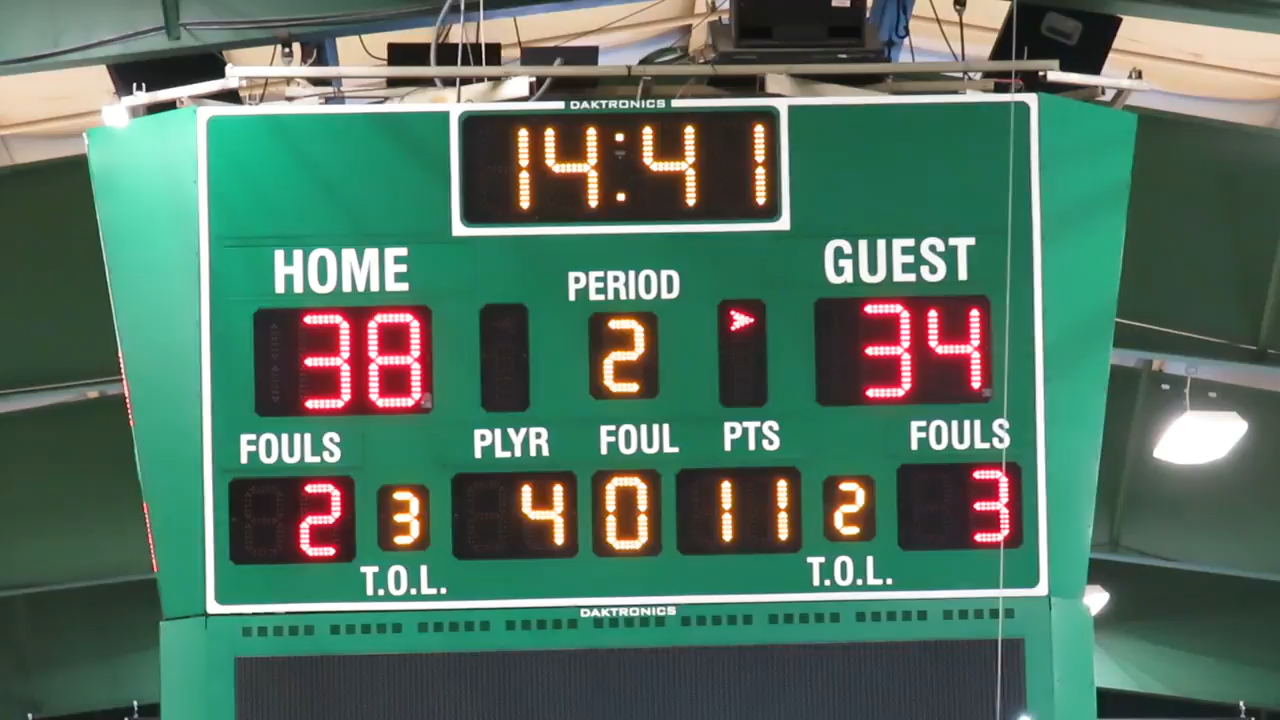 DAKTRONICS
14:41
HOME
PERIOD
GUEST
38
2
34
FOULS
PLYR
FOUL
PTS
FOULS
2
3
4
0
11
2
3
T.O.L.
T.O.L.
DAKTRONICS